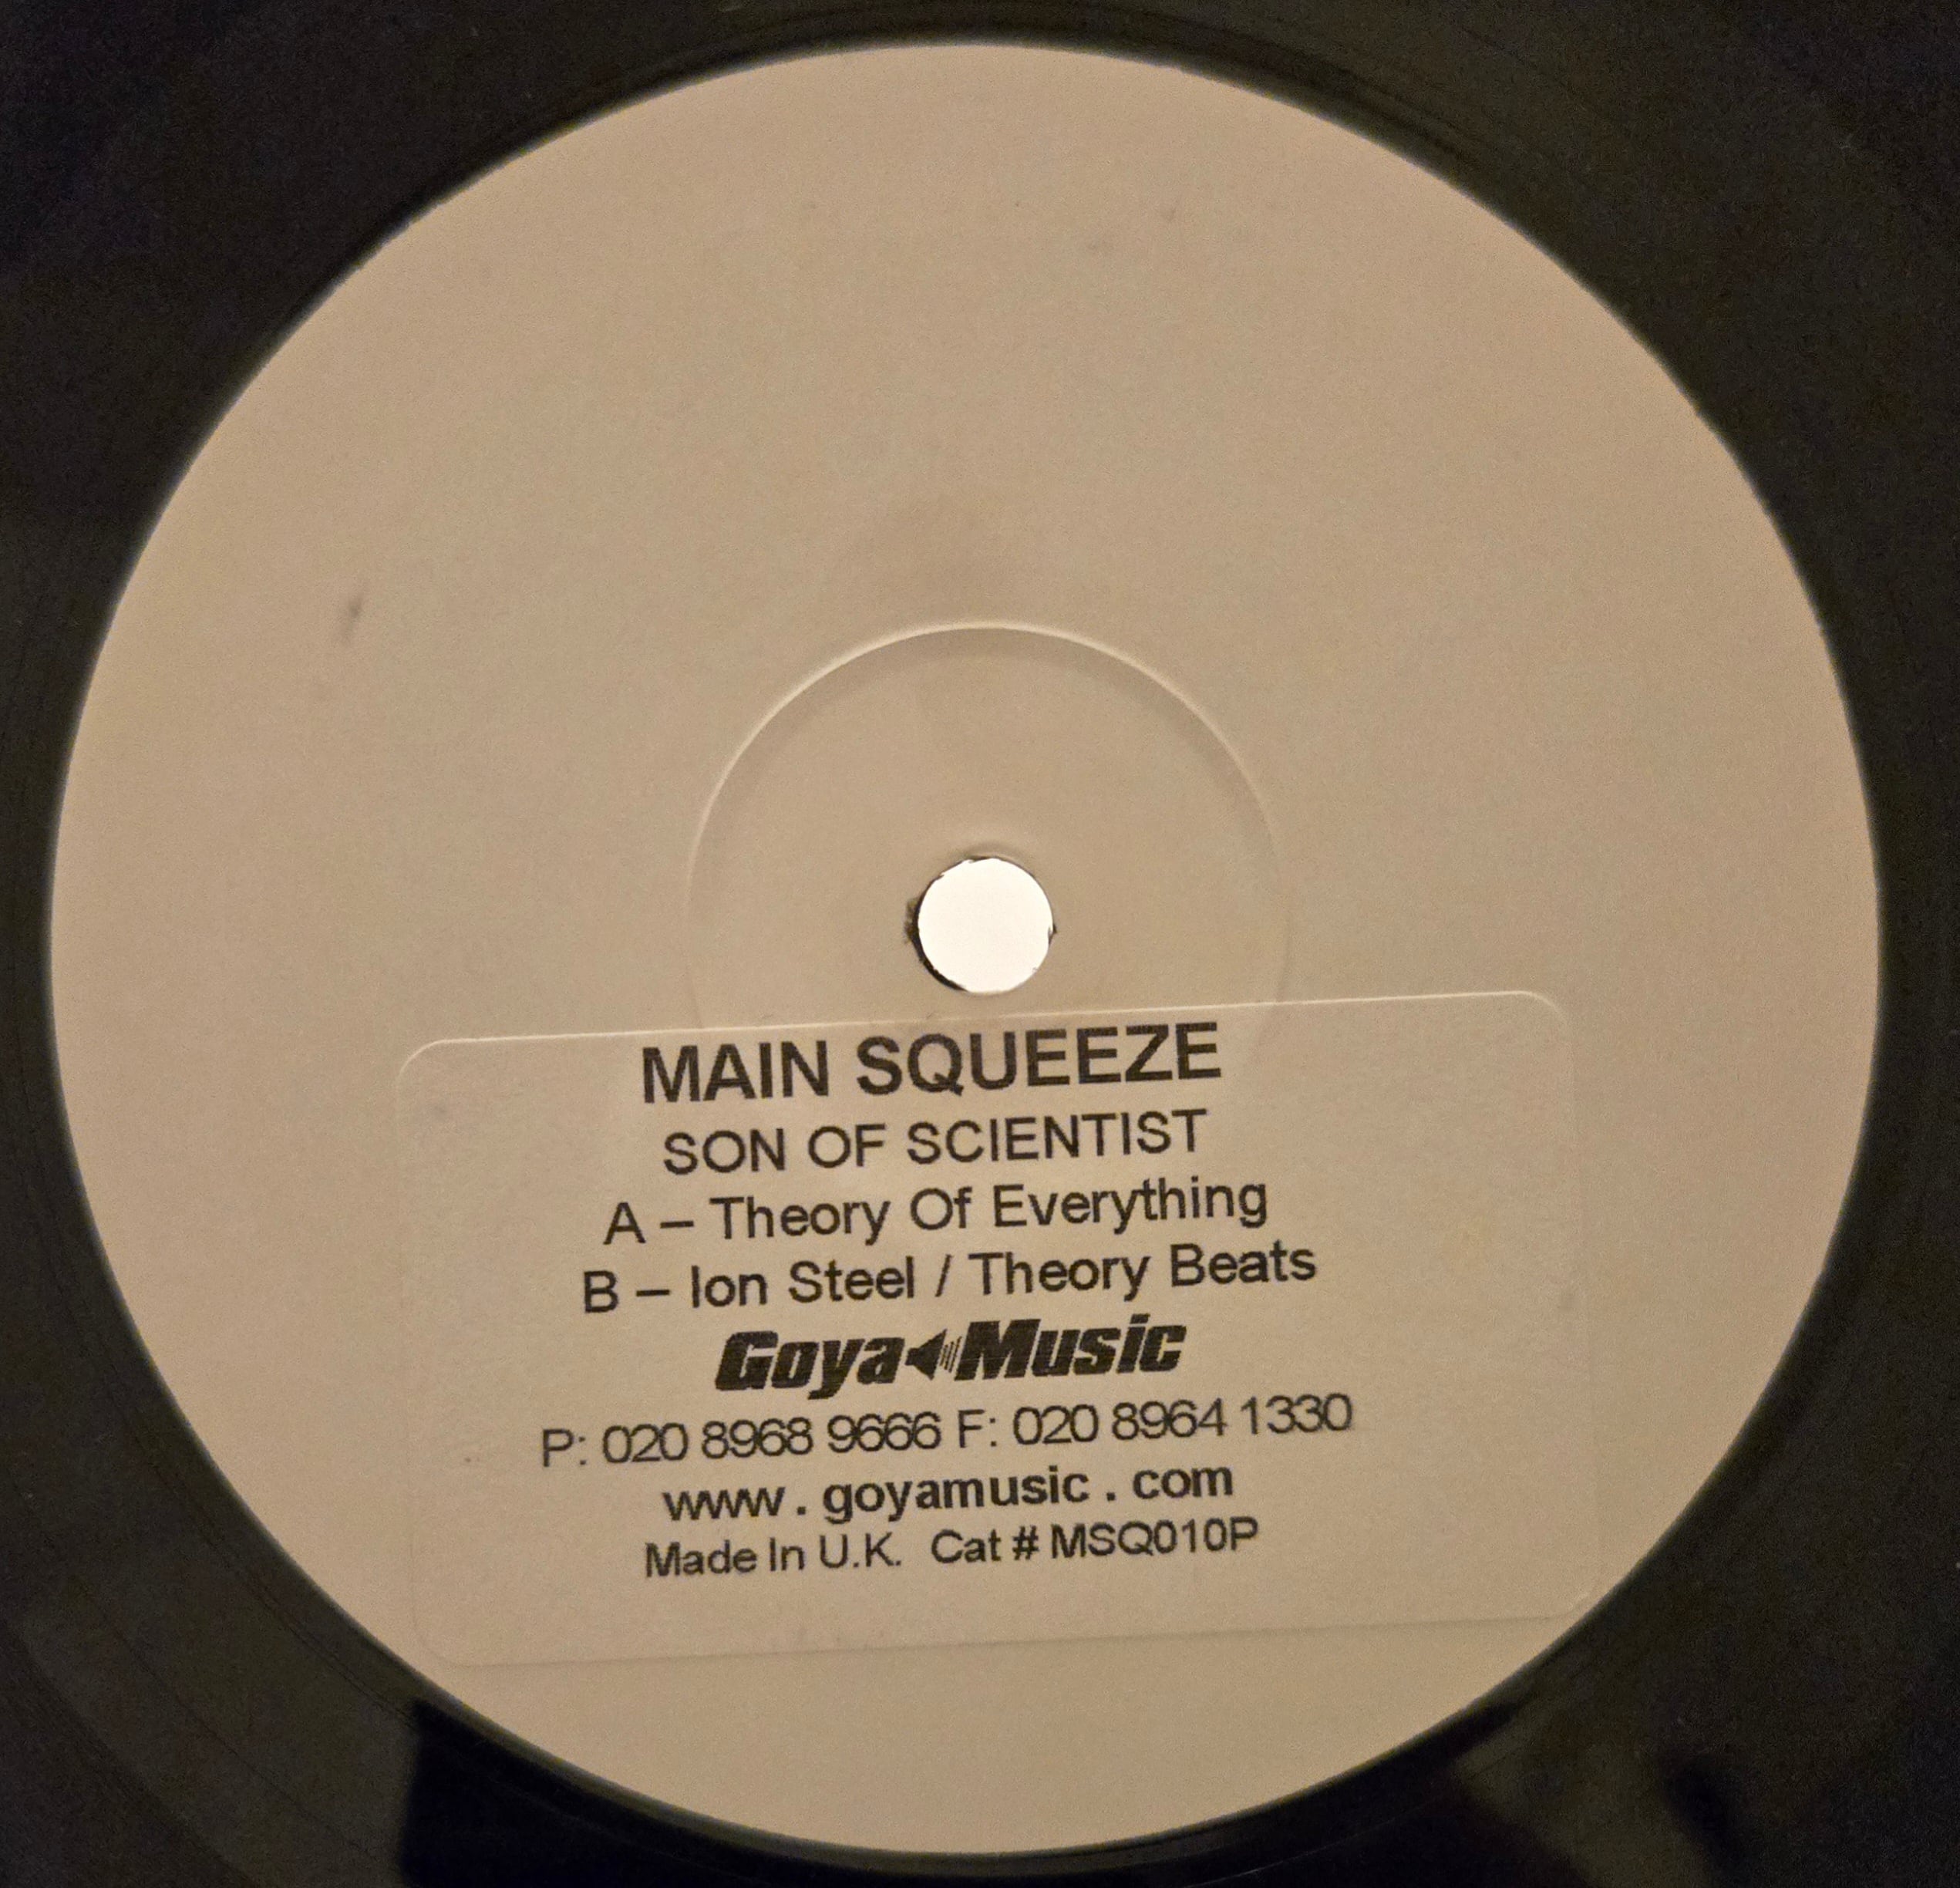 MAIN SQUEEZE
SON OF SCIENTIST
A – Theory Of Everything
B – Ion Steel / Theory Beats
Goya Music
P: 020 8968 9666 F: 020 8964 1330
www . goyamusic . com
Made In U.K. Cat # MSQ010P